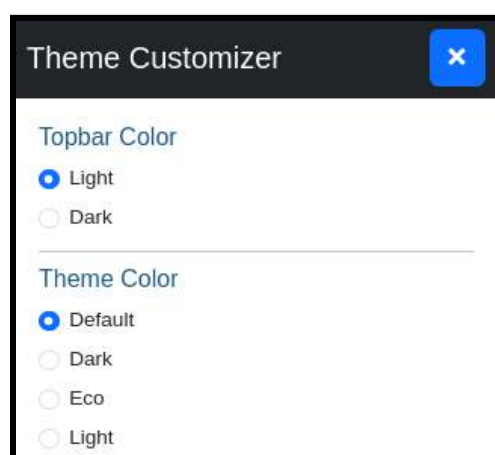 Theme Customizer
Topbar Color
Light
Dark
Theme Color
Default
Dark
Eco
Light